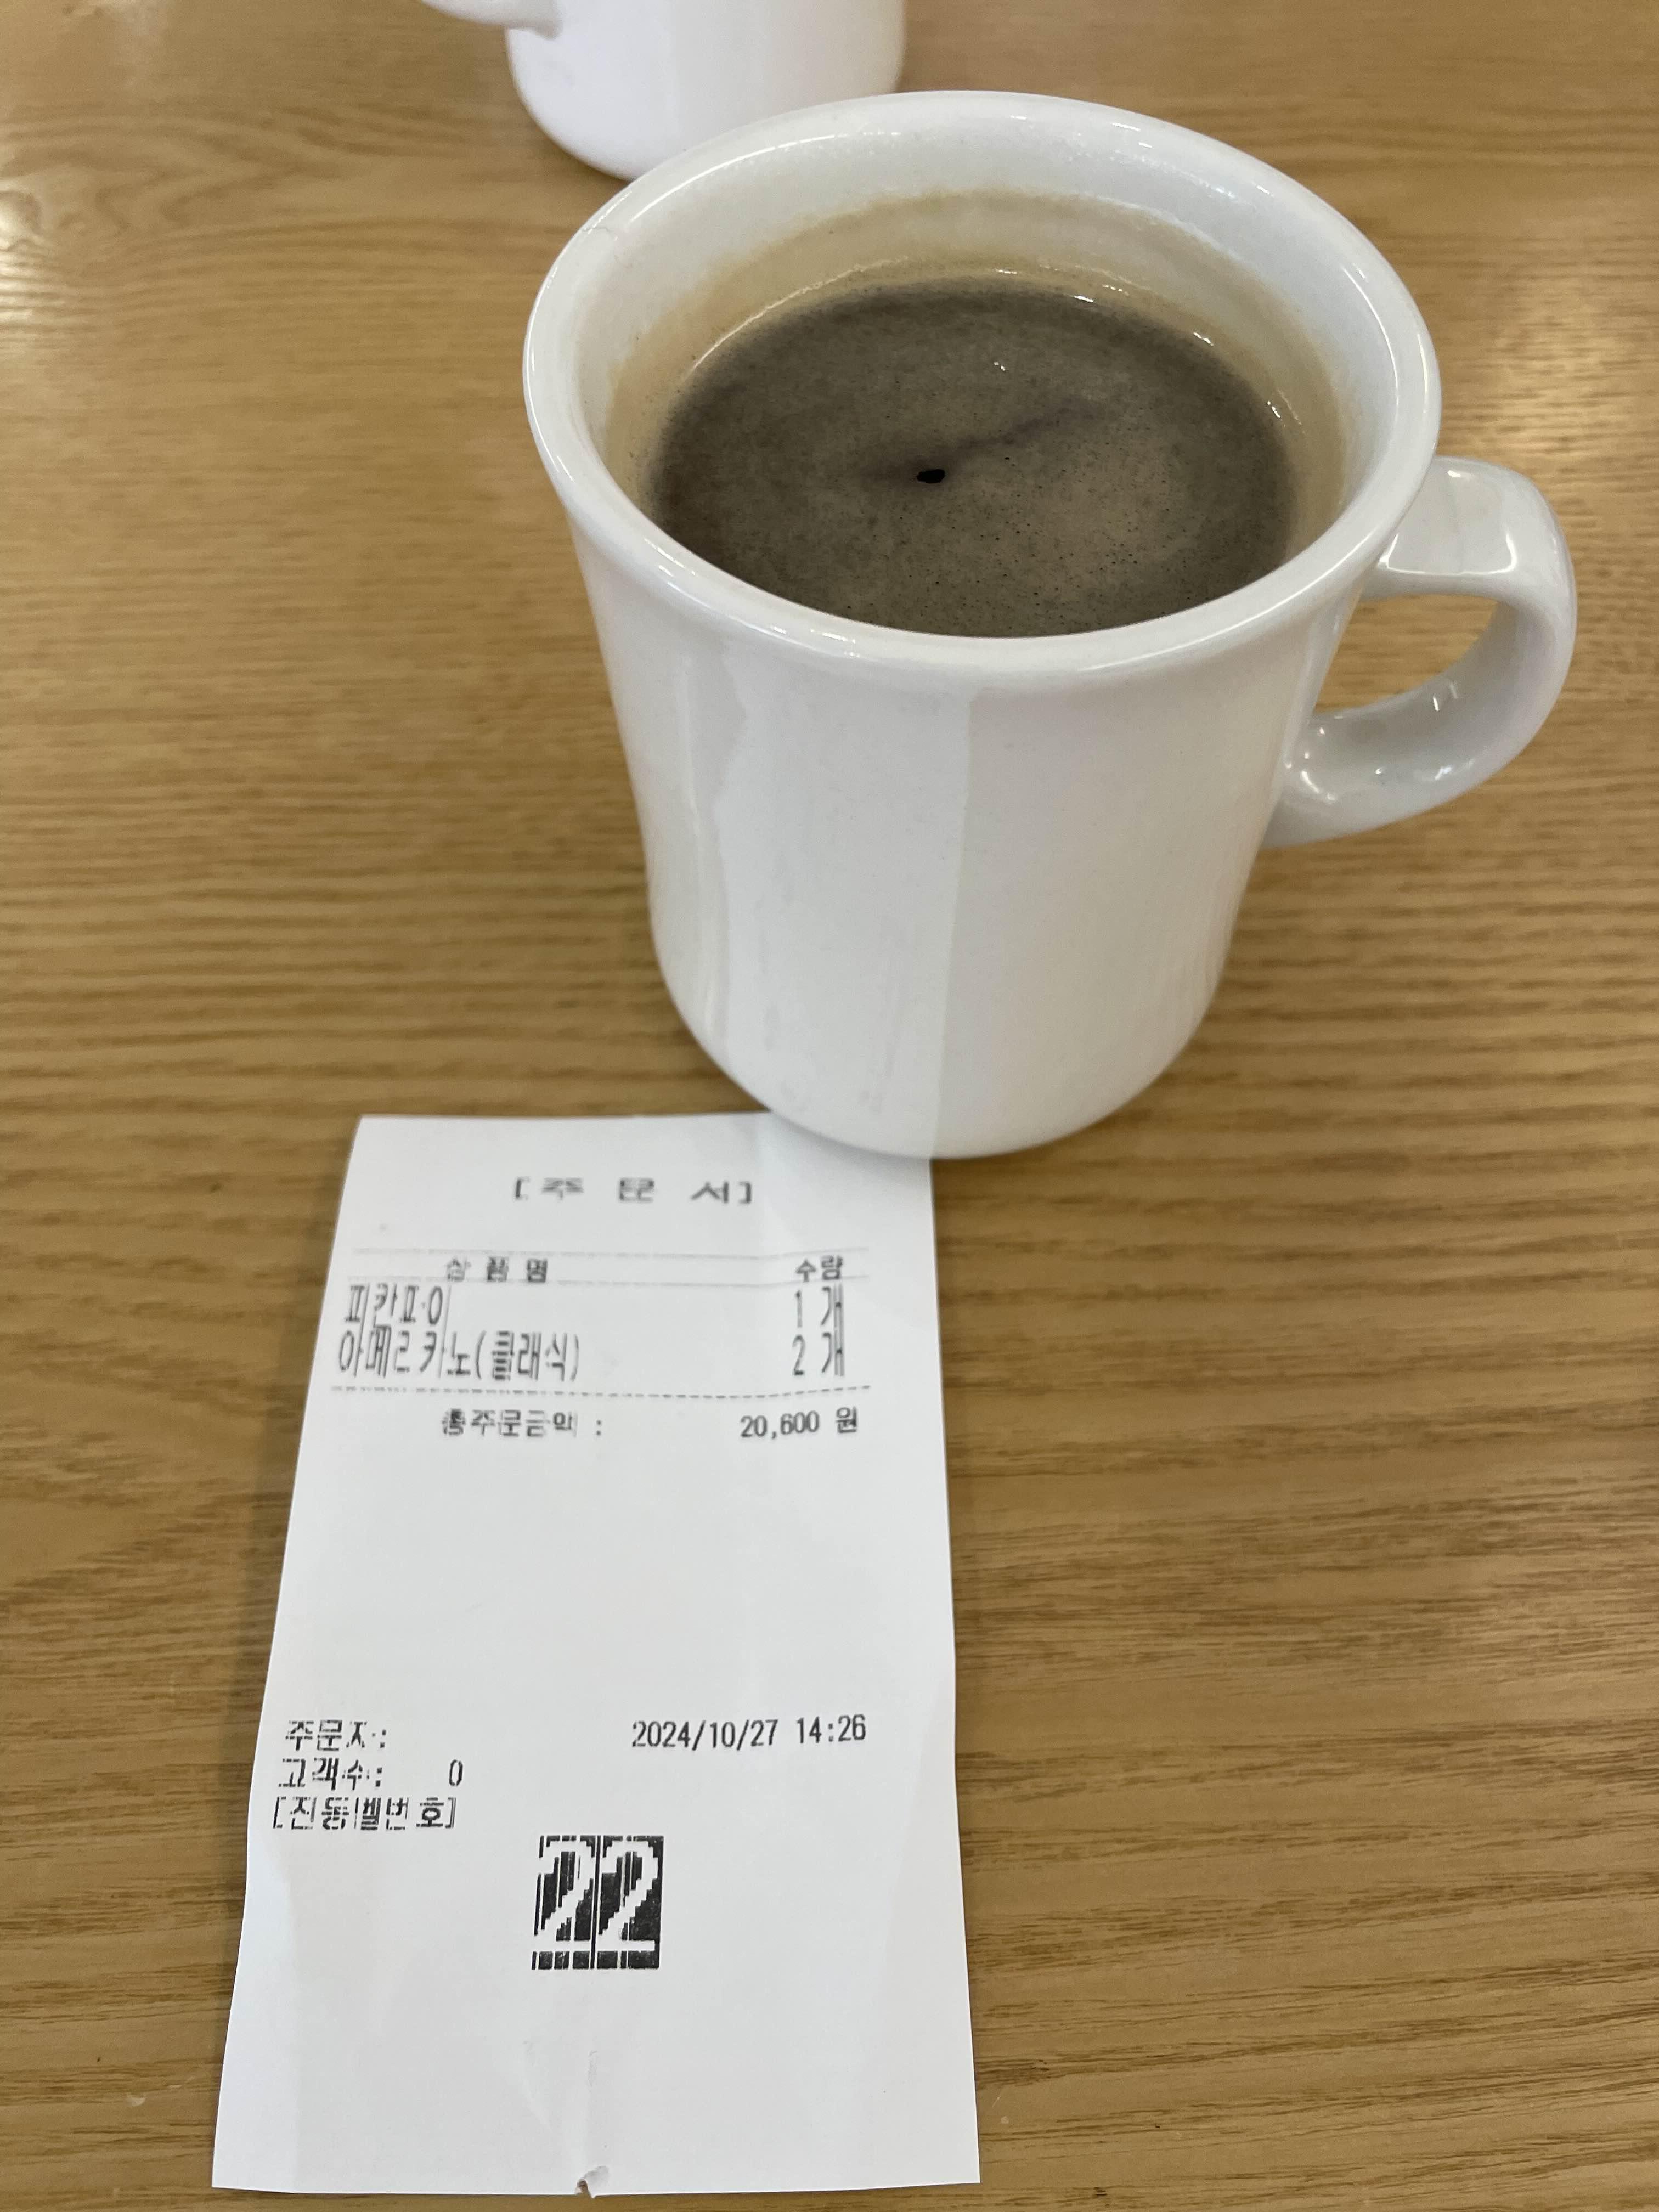 [주 문 서]
상 품 명 수량
피칸파이 1 개
아메리카노(클래식) 2 개
총주문금액 : 20,600 원
주문자: 2024/10/27 14:26
고객수: 0
[진동벨번호]
22